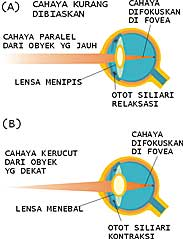 (A)
CAHAYA KURANG
DIBIASKAN
CAHAYA
DIFOKUSKAN
DI FOVEA
CAHAYA PARALEL
DARI OBYEK YG JAUH
LENSA MENIPIS
OTOT SILIARI
RELAKSASI
(B)
CAHAYA
DIFOKUSKAN
DI FOVEA
CAHAYA KERUCUT
DARI OBYEK
YG DEKAT
LENSA MENEBAL
OTOT SILIARI
KONTRAKSI